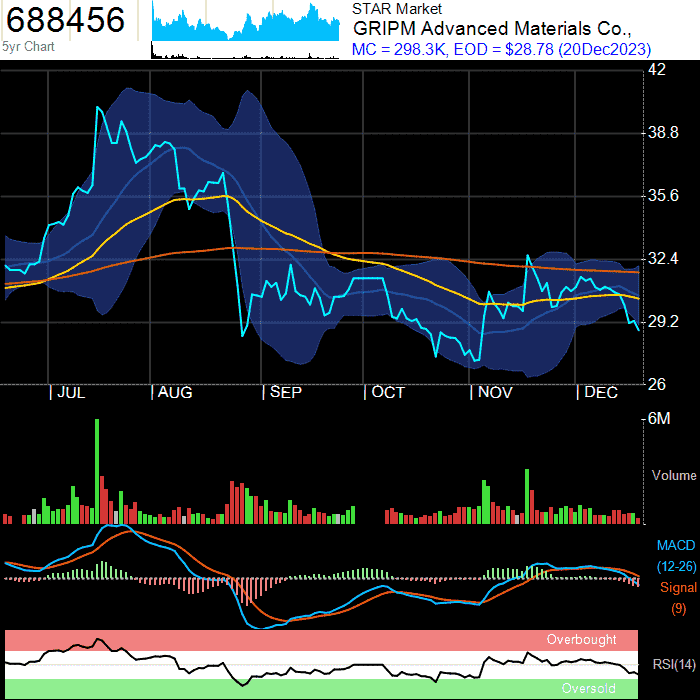 688456
5yr Chart
STAR Market
GRIPM Advanced Materials Co.,
MC = 298.3K, EOD = $28.78 (20Dec2023)
42
38.8
35.6
32.4
29.2
26
| JUL | AUG | SEP | OCT | NOV | DEC
6M
Volume
MACD
(12-26)
Signal
(9)
Overbought
RSI(14)
Oversold